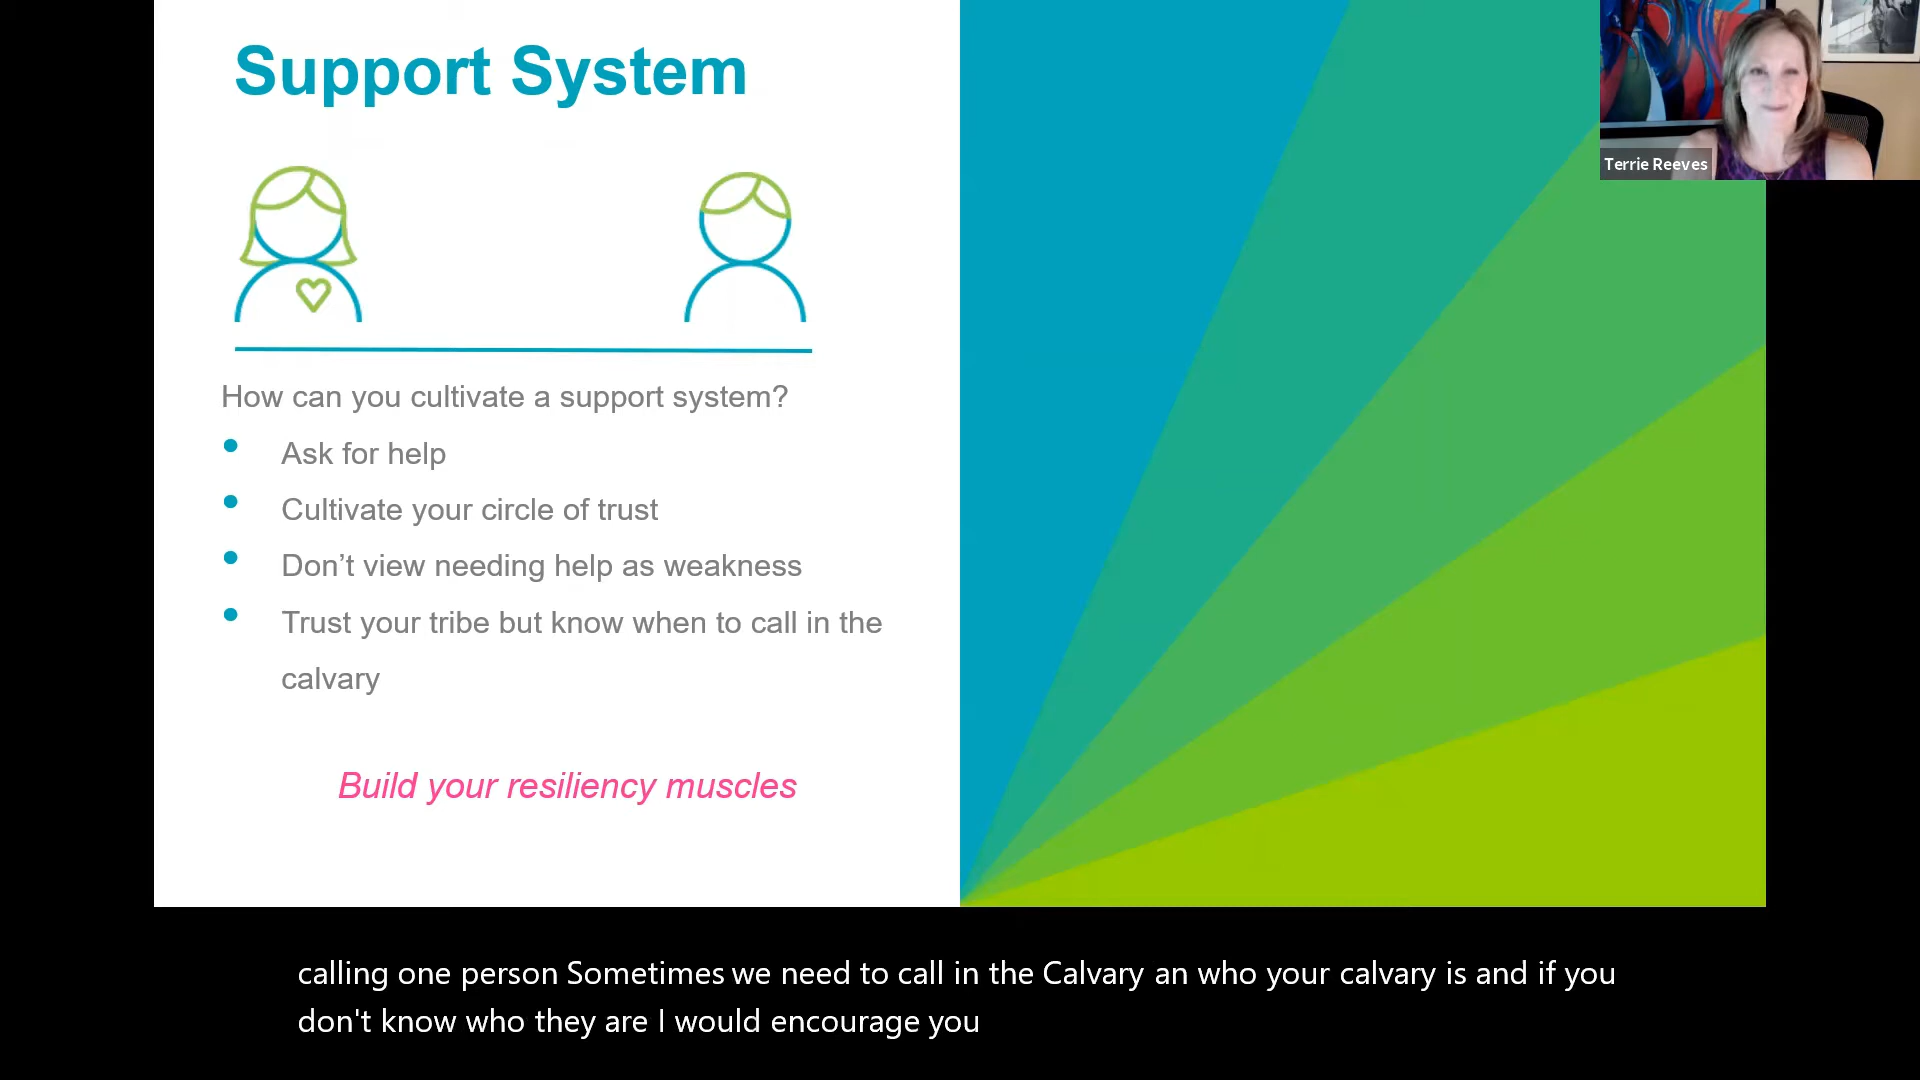 Support System
Terrie Reeves
How can you cultivate a support system?
• Ask for help
• Cultivate your circle of trust
• Don’t view needing help as weakness
• Trust your tribe but know when to call in the
calvary
Build your resiliency muscles
calling one person Sometimes we need to call in the Calvary an who your calvary is and if you
don't know who they are I would encourage you